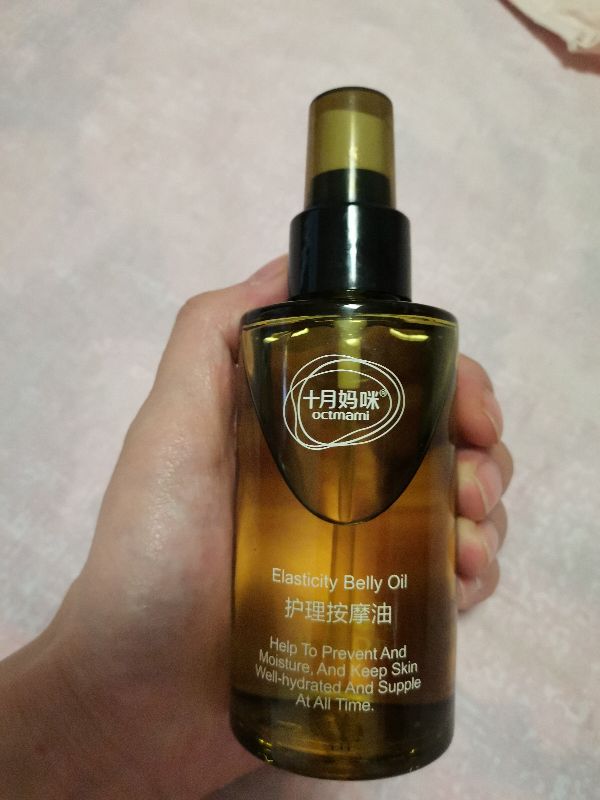 十月妈咪®
octmami
Elasticity Belly Oil
护理按摩油
Help To Prevent And
Moisture, And Keep Skin
Well-hydrated And Supple
At All Time.